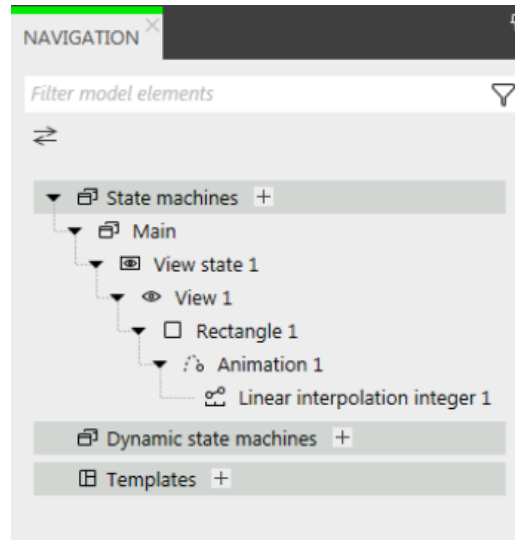 NAVIGATION
Filter model elements
State machines
Main
View state 1
View 1
Rectangle 1
Animation 1
Linear interpolation integer 1
Dynamic state machines
Templates